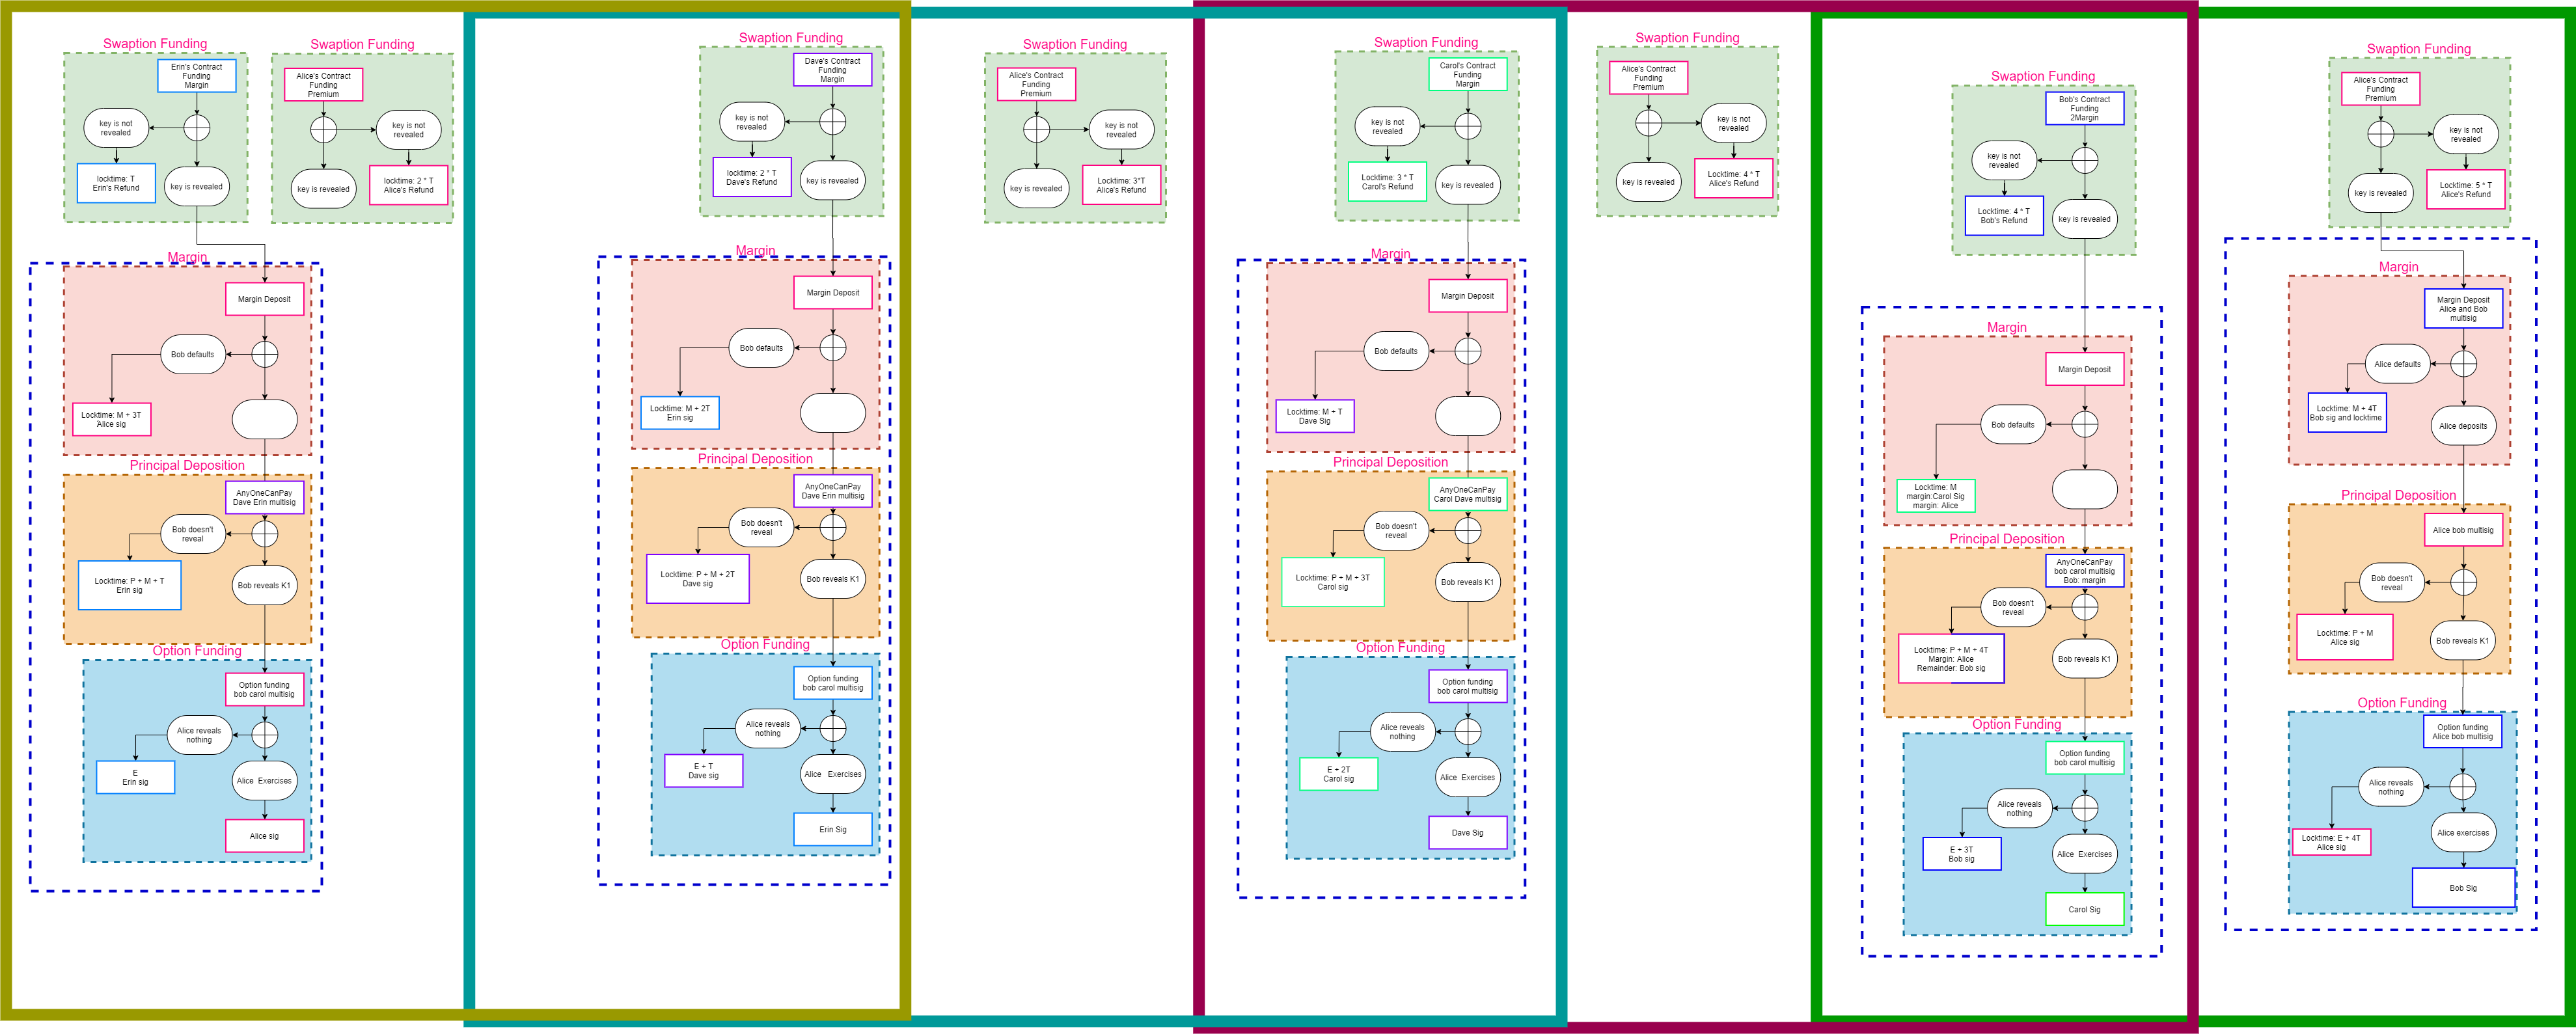 Swaption Funding
Erin's Contract
Funding
Margin
key is not
revealed
locktime: T
Erin's Refund
key is revealed
Swaption Funding
Alice's Contract
Funding
Premium
key is not
revealed
key is revealed
locktime: 2 * T
Alice's Refund
Margin
Margin Deposit
Bob defaults
Locktime: M + 3T
Alice sig
Principal Deposition
AnyOneCanPay
Dave Erin multisig
Bob doesn't
reveal
Locktime: P + M + T
Erin sig
Bob reveals K1
Option Funding
Option funding
bob carol multisig
Alice reveals
nothing
E
Erin sig
Alice Exercises
Alice sig
Swaption Funding
Dave's Contract
Funding
Margin
key is not
revealed
locktime: 2 * T
Dave's Refund
key is revealed
Margin
Margin Deposit
Bob defaults
Locktime: M + 2T
Erin sig
Principal Deposition
AnyOneCanPay
Dave Erin multisig
Bob doesn't
reveal
Locktime: P + M + 2T
Dave sig
Bob reveals K1
Option Funding
Option funding
bob carol multisig
Alice reveals
nothing
E + T
Dave sig
Alice Exercises
Erin Sig
Swaption Funding
Alice's Contract
Funding
Premium
key is not
revealed
key is revealed
Locktime: 3*T
Alice's Refund
Swaption Funding
Carol's Contract
Funding
Margin
key is not
revealed
Locktime: 3 * T
Carol's Refund
key is revealed
Margin
Margin Deposit
Bob defaults
Locktime: M + T
Dave Sig
Principal Deposition
AnyOneCanPay
Carol Dave multisig
Bob doesn't
reveal
Locktime: P + M + 3T
Carol sig
Bob reveals K1
Option Funding
Option funding
bob carol multisig
Alice reveals
nothing
E + 2T
Carol sig
Alice Exercises
Dave Sig
Swaption Funding
Alice's Contract
Funding
Premium
key is not
revealed
key is revealed
Locktime: 4 * T
Alice's Refund
Swaption Funding
Bob's Contract
Funding
2Margin
key is not
revealed
Locktime: 4 * T
Bob's Refund
key is revealed
Margin
Margin Deposit
Bob defaults
Locktime: M
margin:Carol Sig
margin: Alice
Principal Deposition
AnyOneCanPay
bob carol multisig
Bob: margin
Bob doesn't
reveal
Locktime: P + M + 4T
Margin: Alice
Remainder: Bob sig
Bob reveals K1
Option Funding
Option funding
bob carol multisig
Alice reveals
nothing
E + 3T
Bob sig
Alice Exercises
Carol Sig
Swaption Funding
Alice's Contract
Funding
Premium
key is not
revealed
key is revealed
Locktime: 5 * T
Alice's Refund
Margin
Margin Deposit
Alice and Bob
multisig
Alice defaults
Locktime: M + 4T
Bob sig and locktime
Alice deposits
Principal Deposition
Alice bob multisig
Bob doesn't
reveal
Locktime: P + M
Alice sig
Bob reveals K1
Option Funding
Option funding
Alice bob multisig
Alice reveals
nothing
Locktime: E + 4T
Alice sig
Alice exercises
Bob Sig